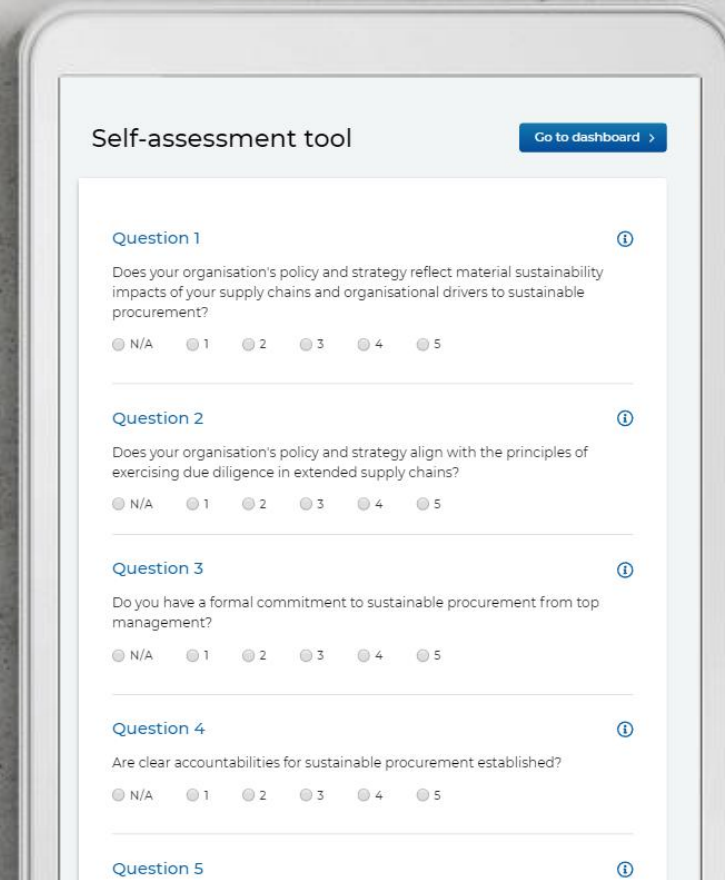 Self-assessment tool
Go to dashboard >
Question 1
Does your organisation's policy and strategy reflect material sustainability
impacts of your supply chains and organisational drivers to sustainable
procurement?
N/A 1 2 3 4 5
Question 2
Does your organisation's policy and strategy align with the principles of
exercising due diligence in extended supply chains?
N/A 1 2 3 4 5
Question 3
Do you have a formal commitment to sustainable procurement from top
management?
N/A 1 2 3 4 5
Question 4
Are clear accountabilities for sustainable procurement established?
N/A 1 2 3 4 5
Question 5